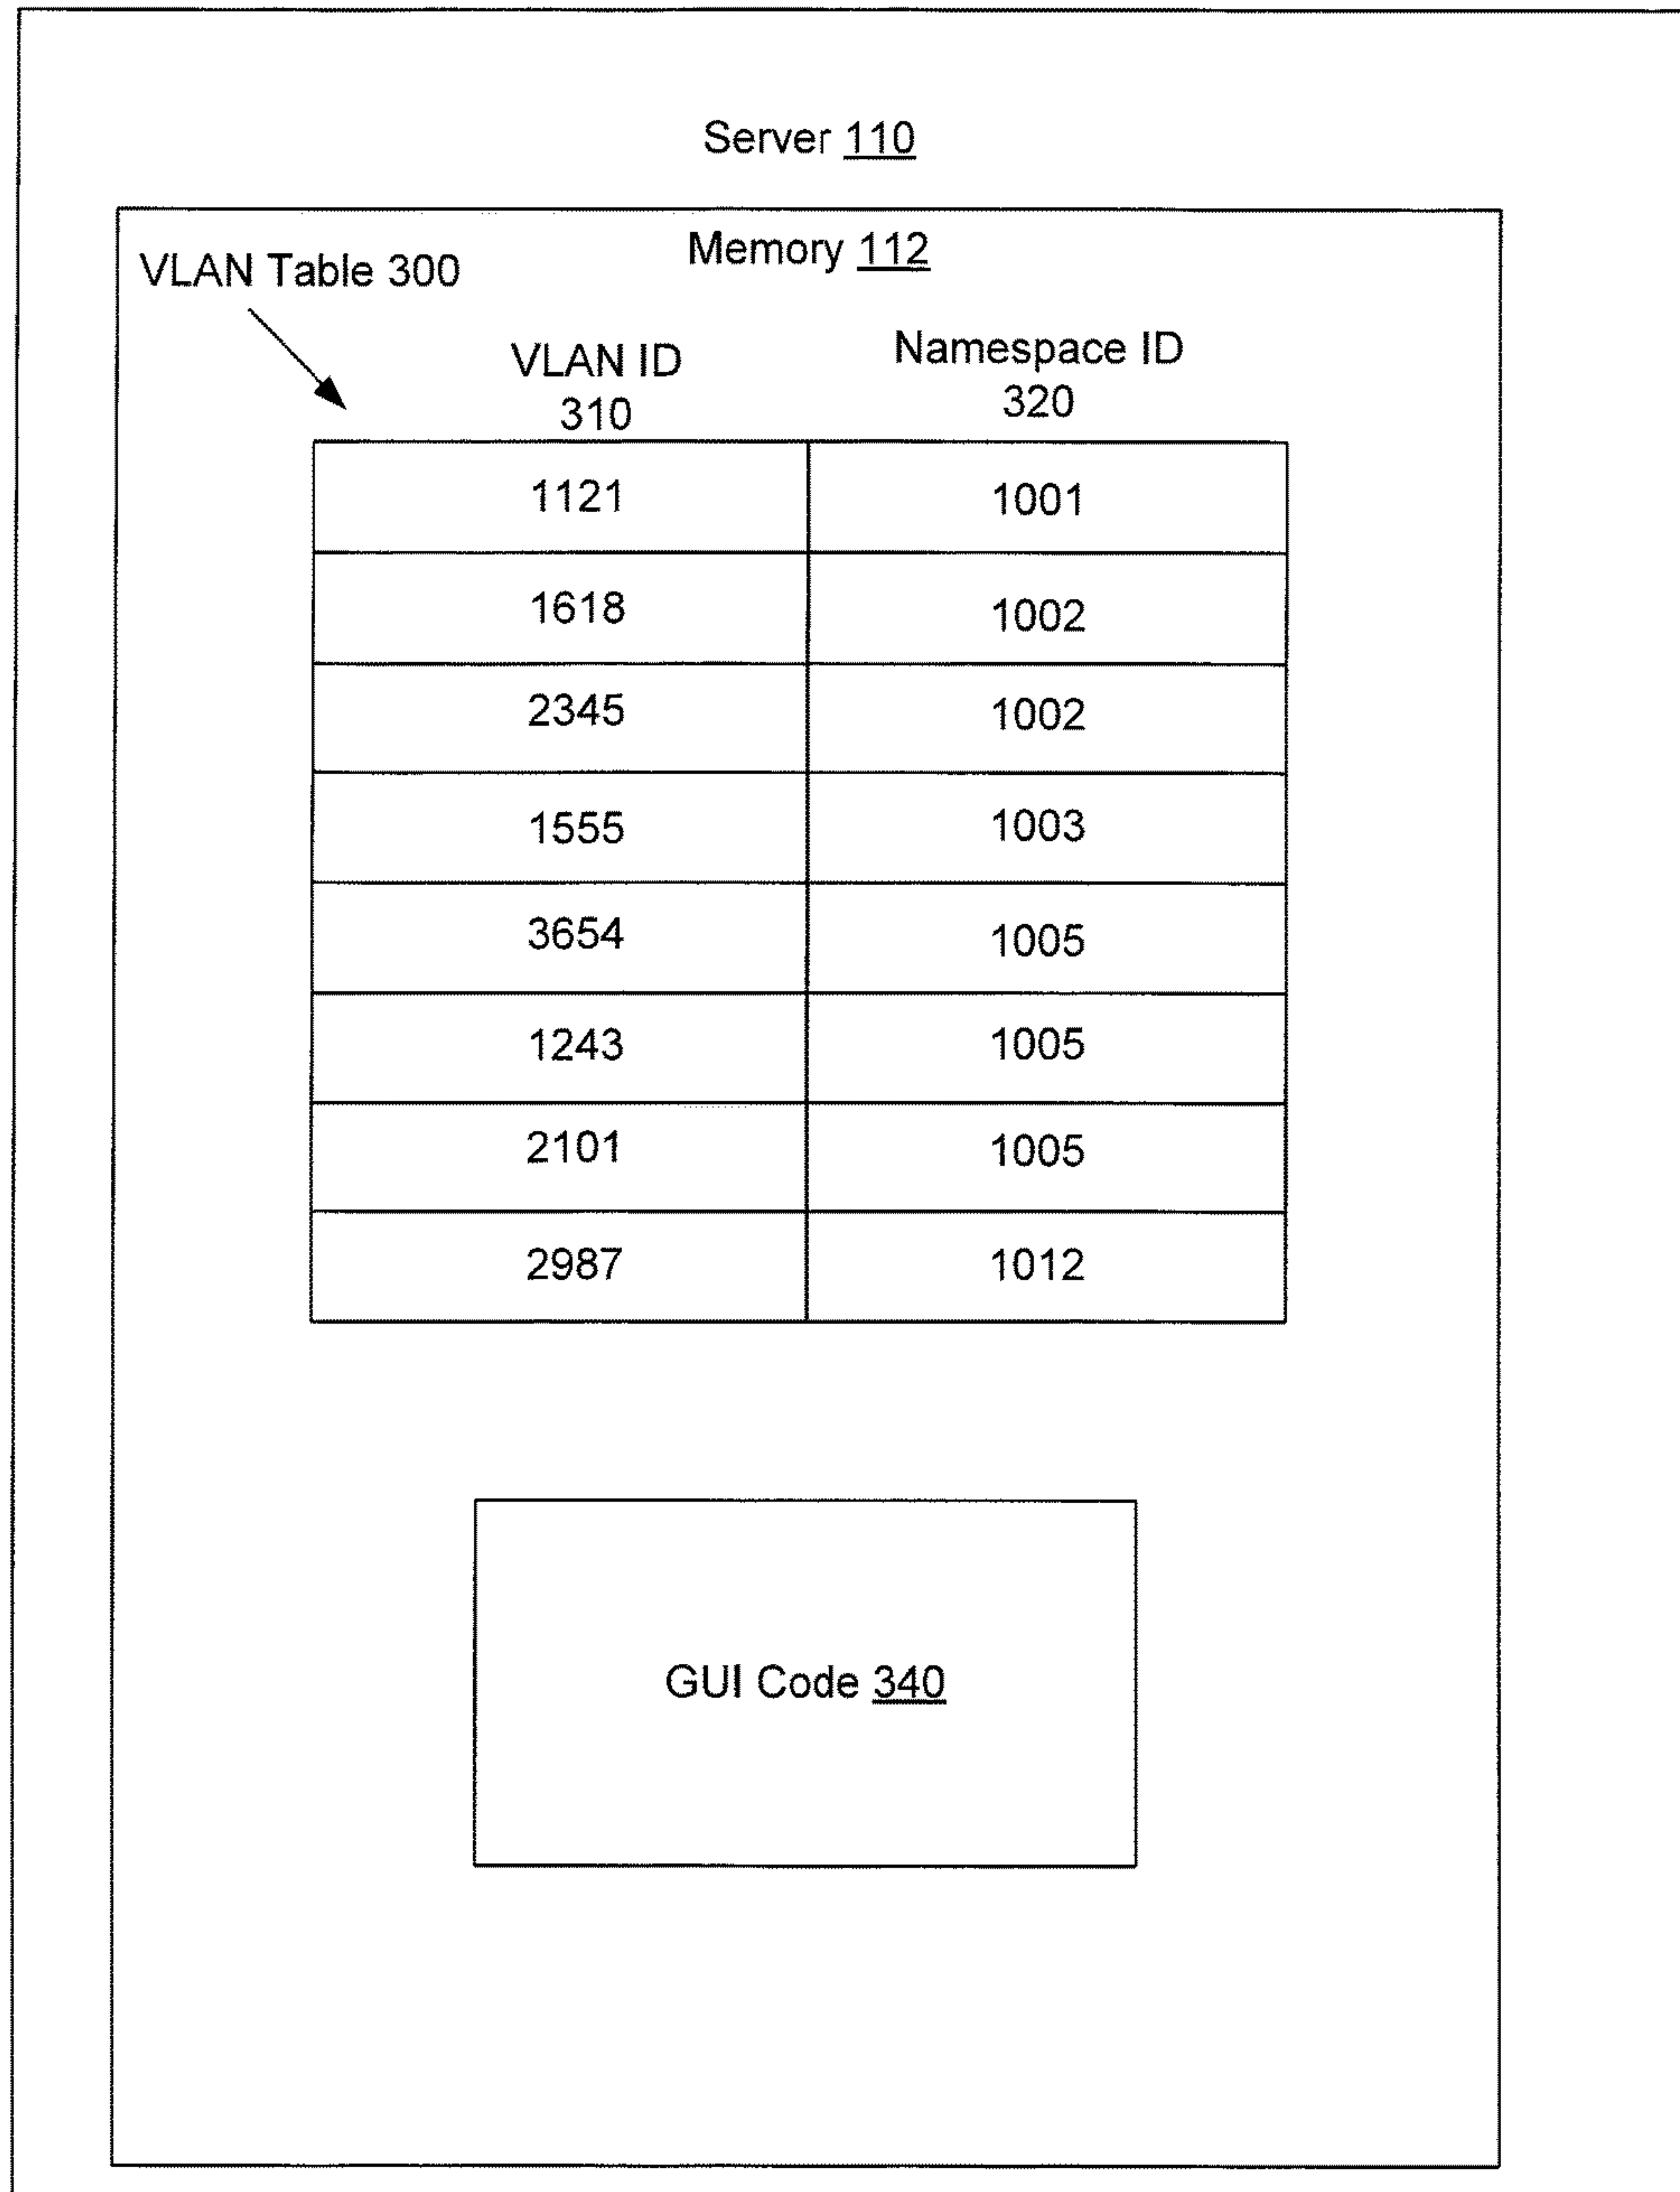 Server 110
Memory 112
VLAN Table 300
VLAN ID Namespace ID
310 320
1121 1001
1618 1002
2345 1002
1555 1003
3654 1005
1243 1005
2101 1005
2987 1012
GUI Code 340